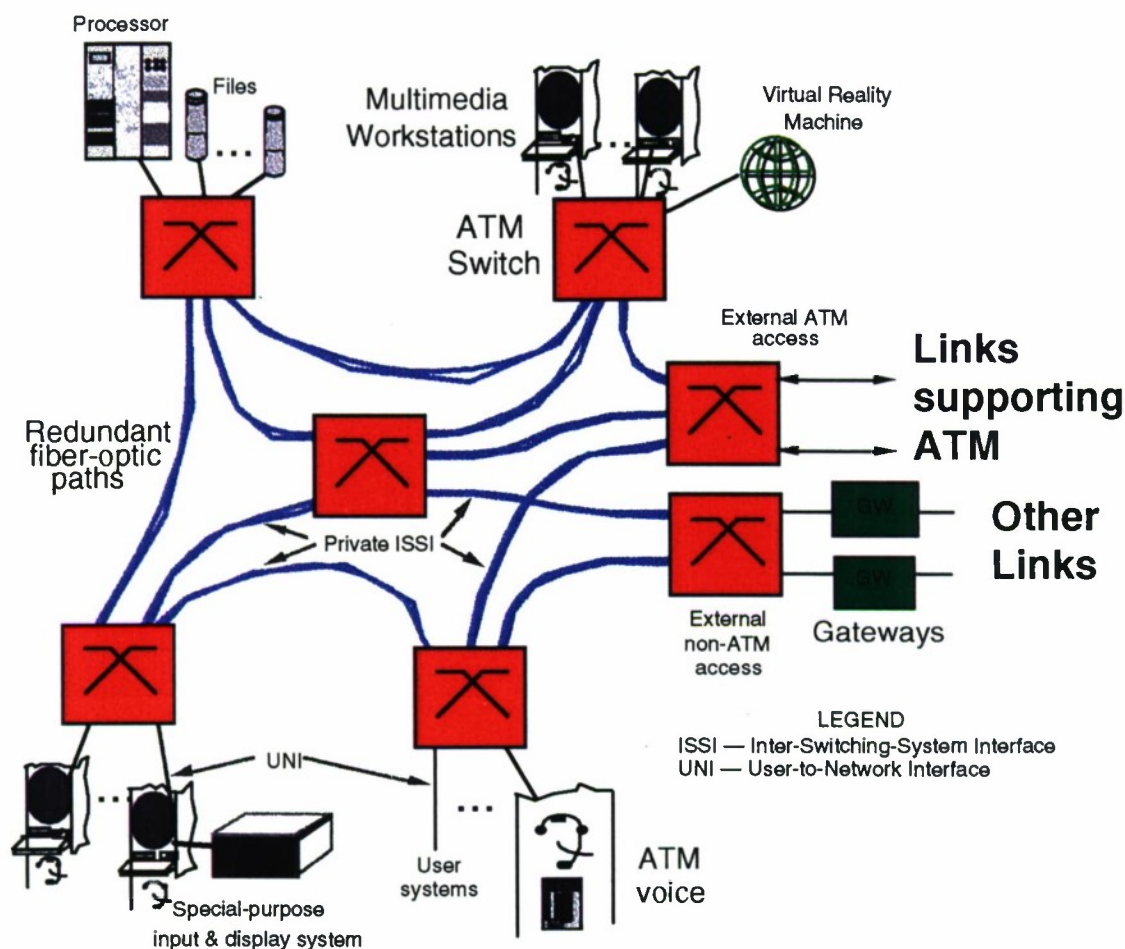 Processor
Files
Multimedia
Workstations
Virtual Reality
Machine
ATM
Switch
External ATM
access
Links
supporting
ATM
Redundant
fiber-optic
paths
Private ISSI
GW
Other
Links
GW
External
non-ATM
access
Gateways
LEGEND
ISSI — Inter-Switching-System Interface
UNI — User-to-Network Interface
UNI
User
systems
ATM
voice
Special-purpose
input & display system